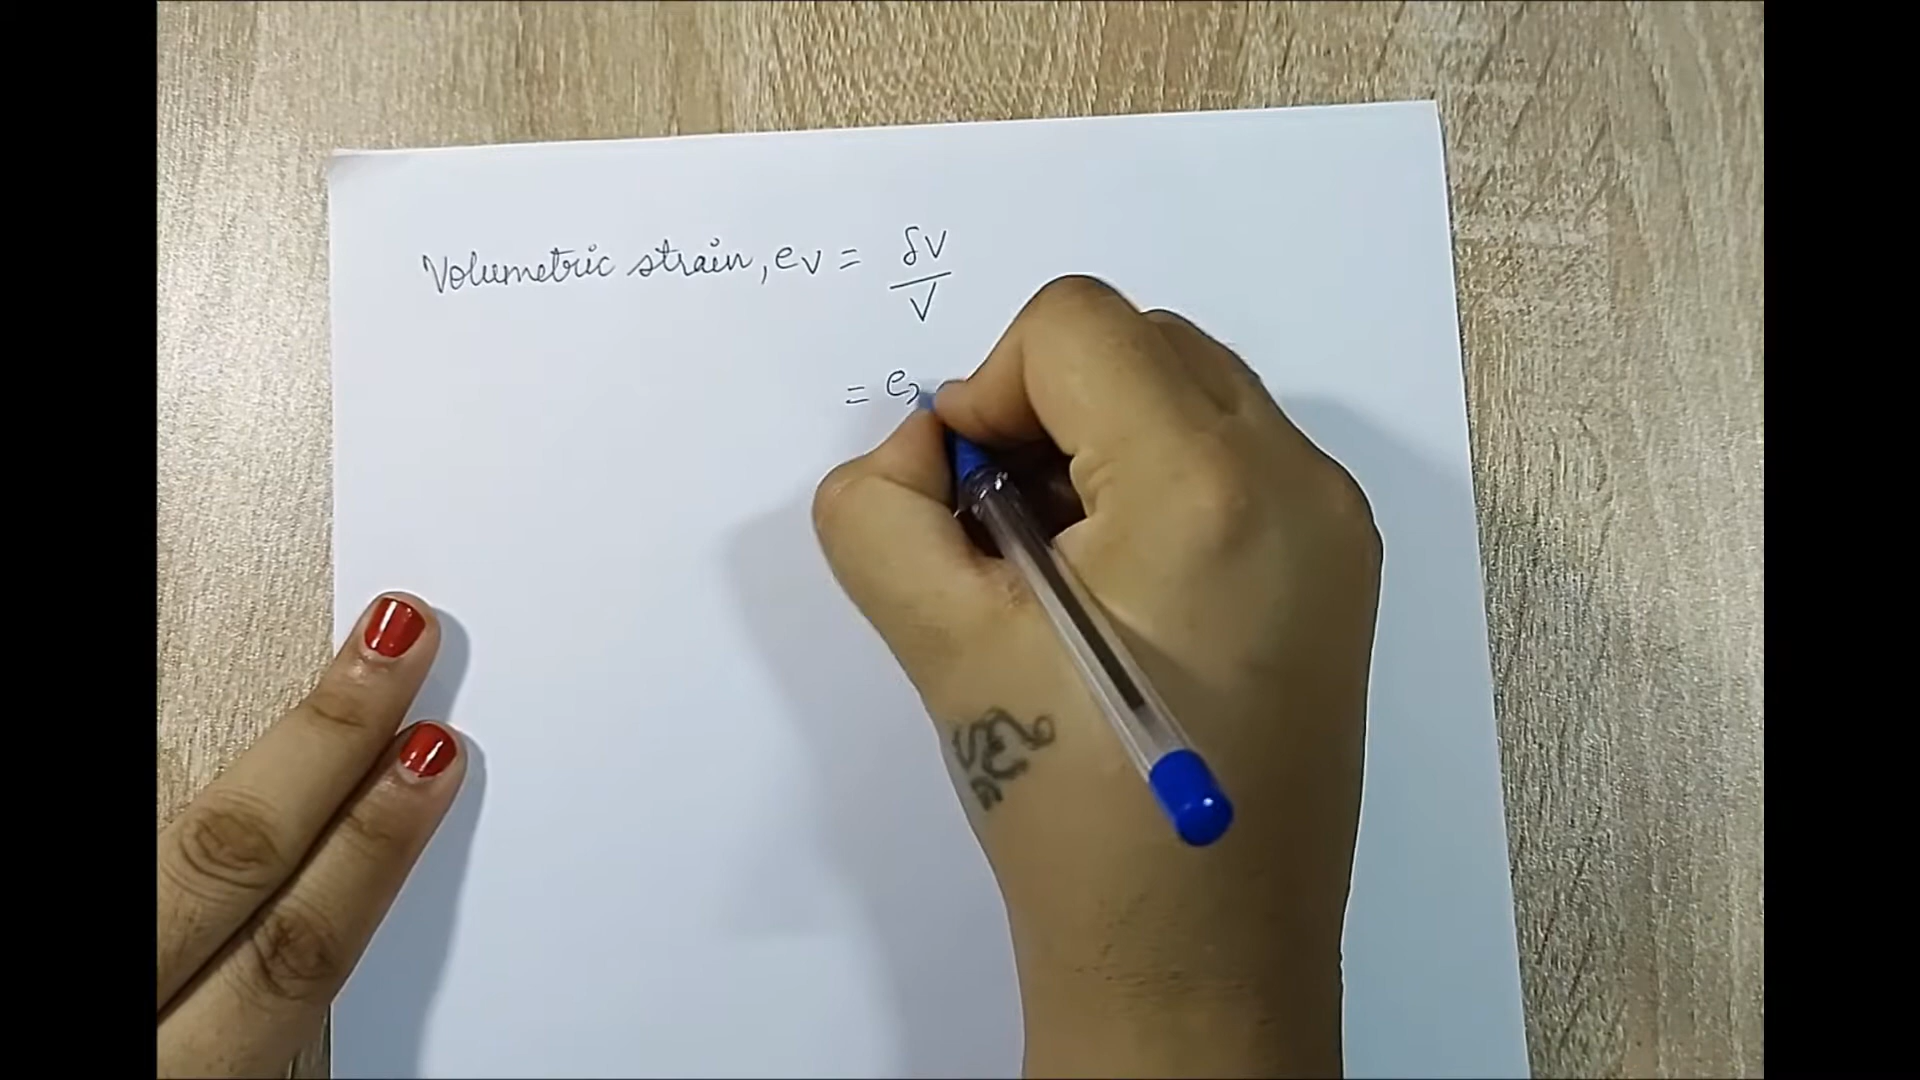 Volumetric strain, ev = δV/V
= e